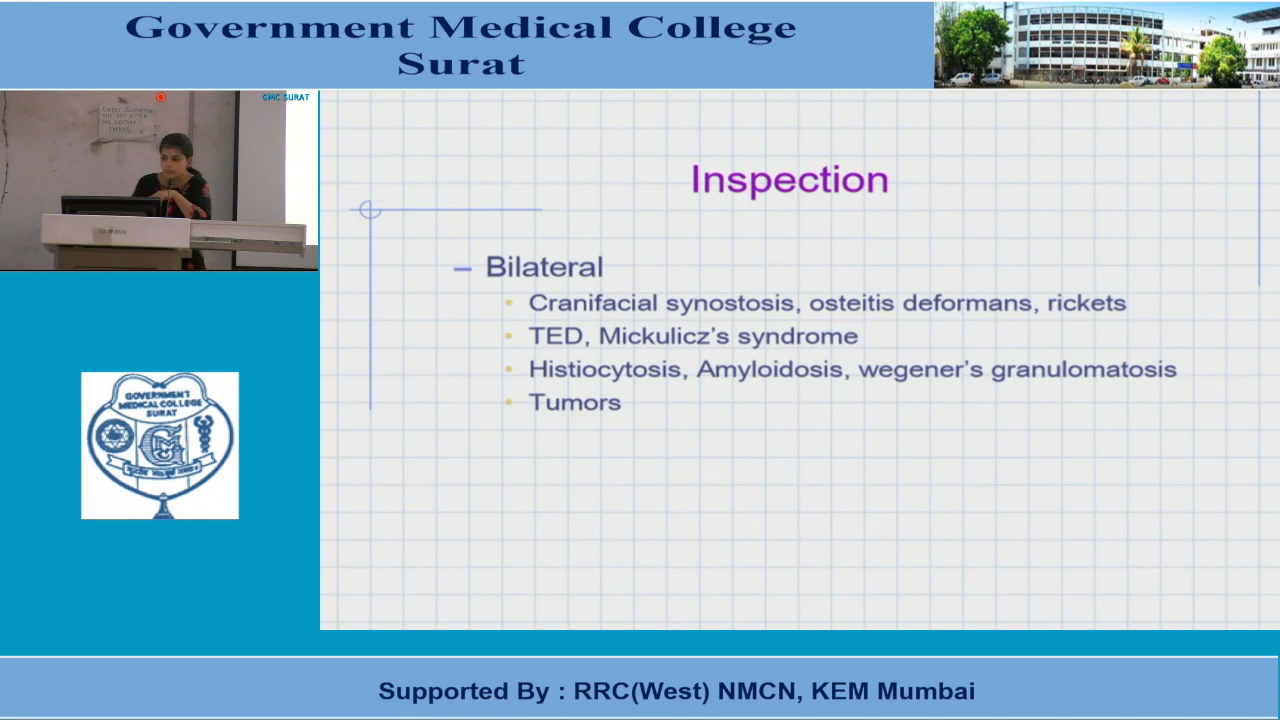 Government Medical College
Surat
GMC SURAT
Inspection
– Bilateral
• Cranifacial synostosis, osteitis deformans, rickets
• TED, Mickulicz's syndrome
• Histiocytosis, Amyloidosis, wegener's granulomatosis
• Tumors
GOVERNMENT
MEDICAL COLLEGE
SURAT
Supported By : RRC(West) NMCN, KEM Mumbai